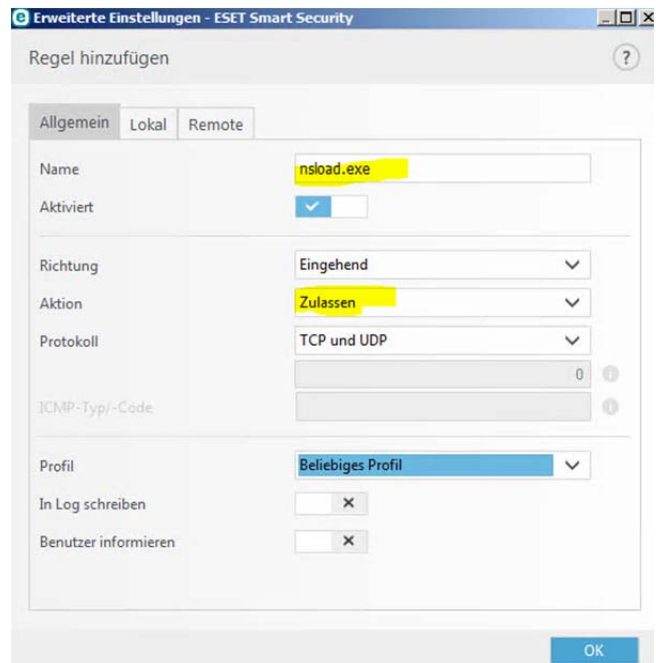 Erweiterte Einstellungen - ESET Smart Security
Regel hinzufügen
?
Allgemein Lokal Remote
Name nsload.exe
Aktiviert
Richtung Eingehend
Aktion Zulassen
Protokoll TCP und UDP
0
ICMP-Typ/-Code
Profil Beliebiges Profil
In Log schreiben
Benutzer informieren
OK